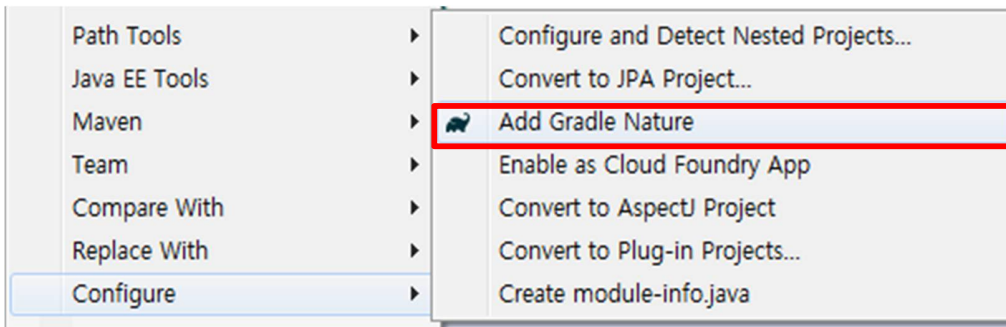 Path Tools
Java EE Tools
Maven
Team
Compare With
Replace With
Configure
Configure and Detect Nested Projects...
Convert to JPA Project...
Add Gradle Nature
Enable as Cloud Foundry App
Convert to AspectJ Project
Convert to Plug-in Projects...
Create module-info.java